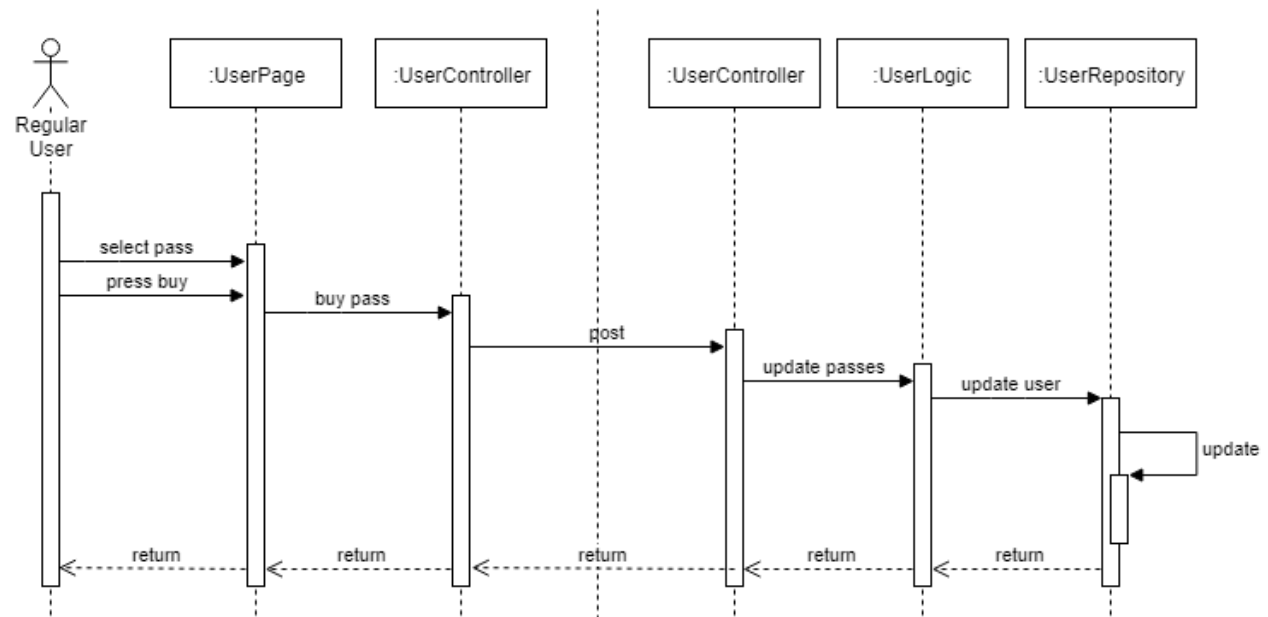 :UserPage
:UserController
:UserController
:UserLogic
:UserRepository
Regular
User
select pass
press buy
buy pass
post
update passes
update user
update
return
return
return
return
return